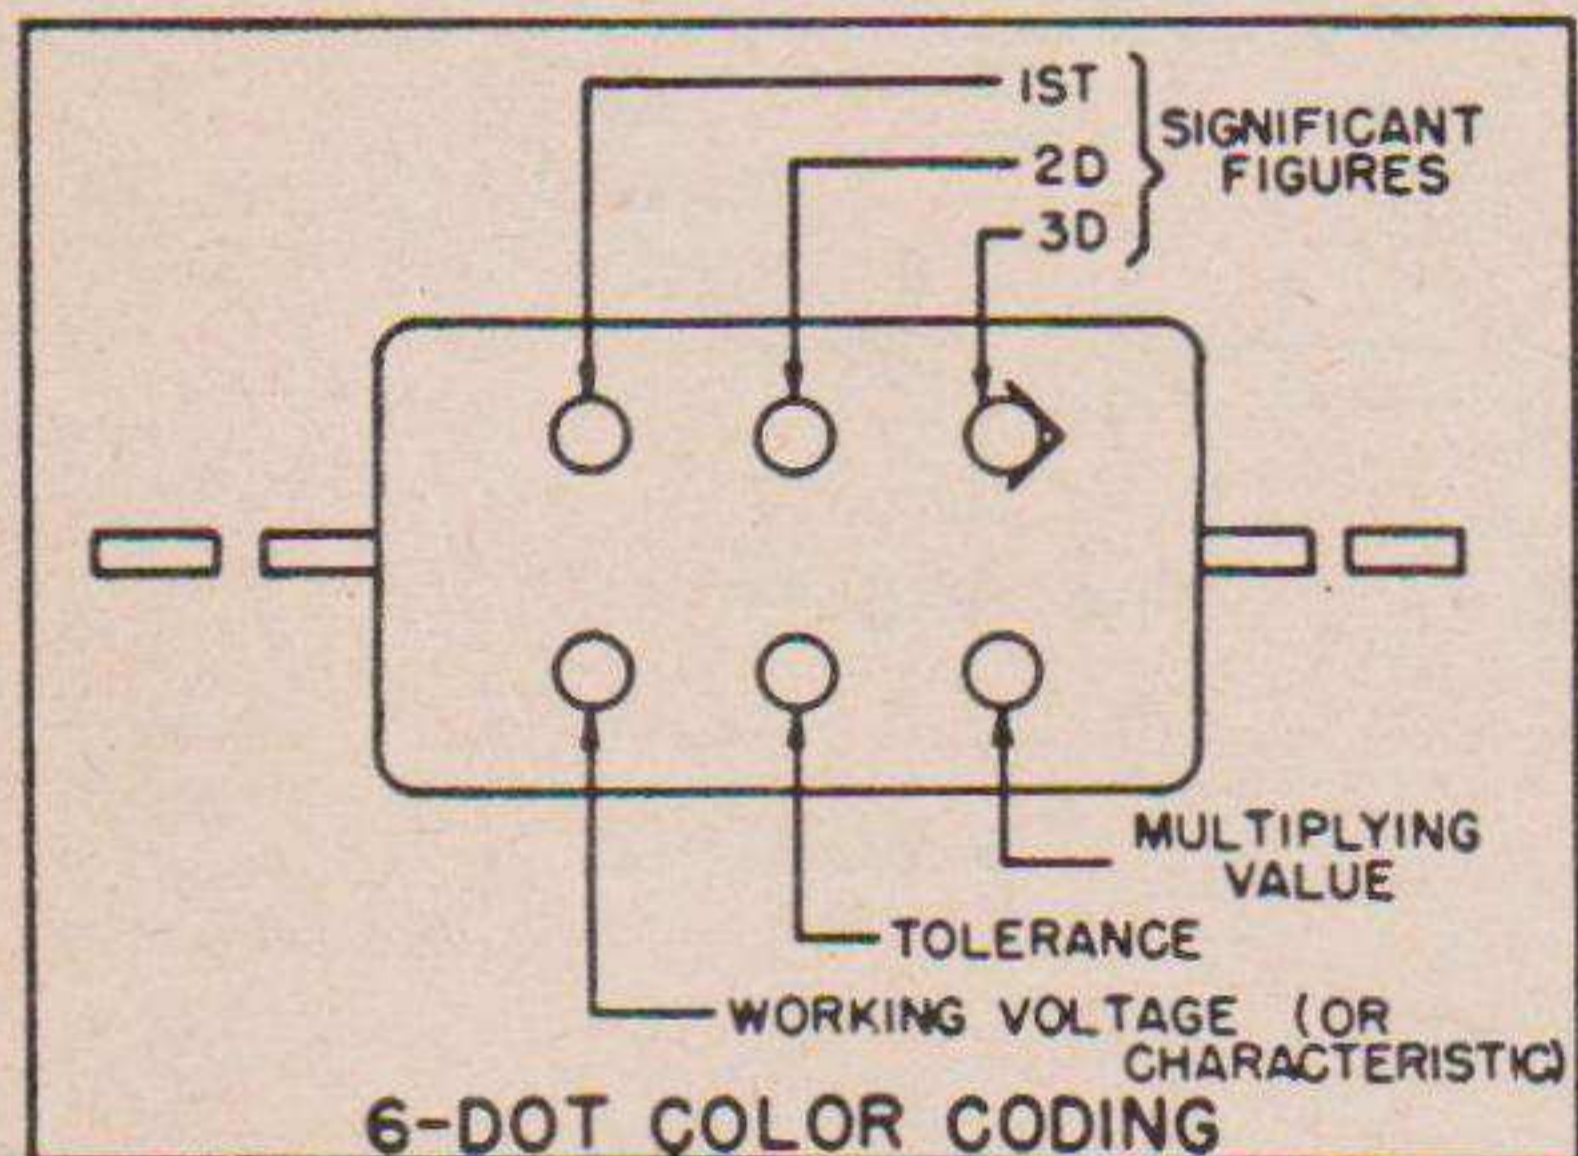 1ST
2D
3D
SIGNIFICANT
FIGURES
MULTIPLYING
VALUE
TOLERANCE
WORKING VOLTAGE (OR
CHARACTERISTIC)
6-DOT COLOR CODING